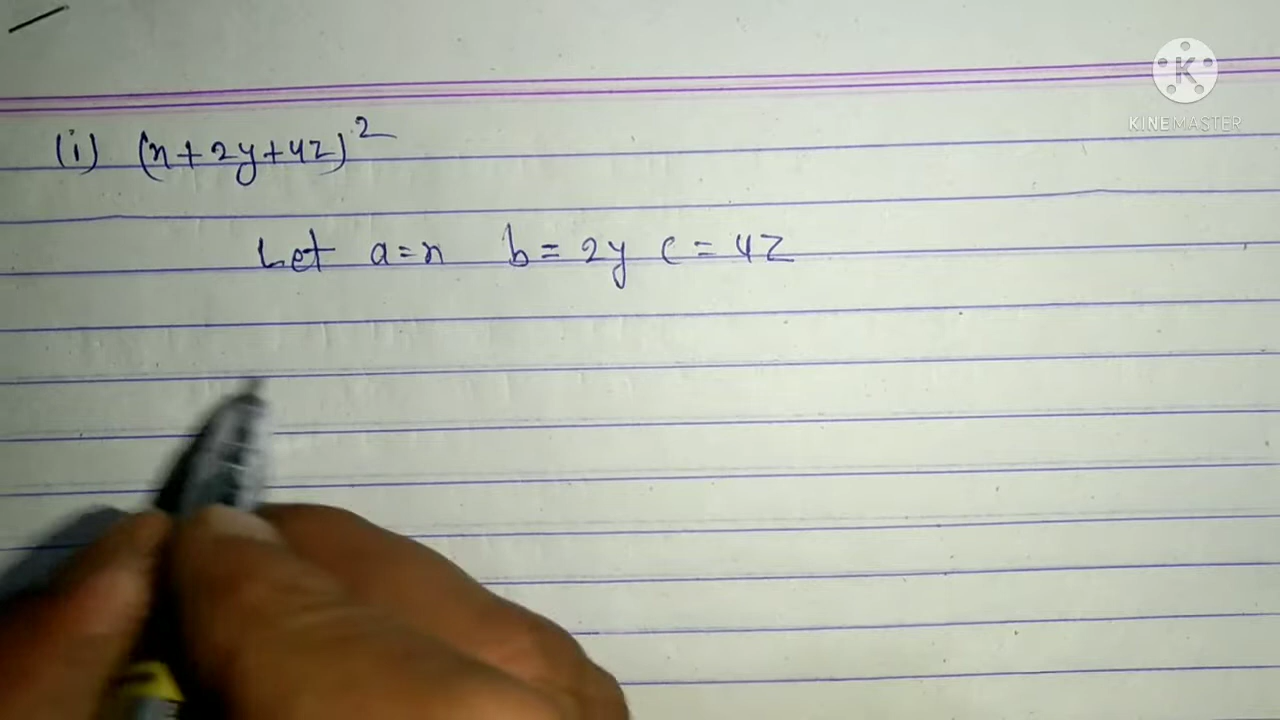 KINEMASTER
(i) (x+2y+4z)²
Let a=x b=2y c=4z